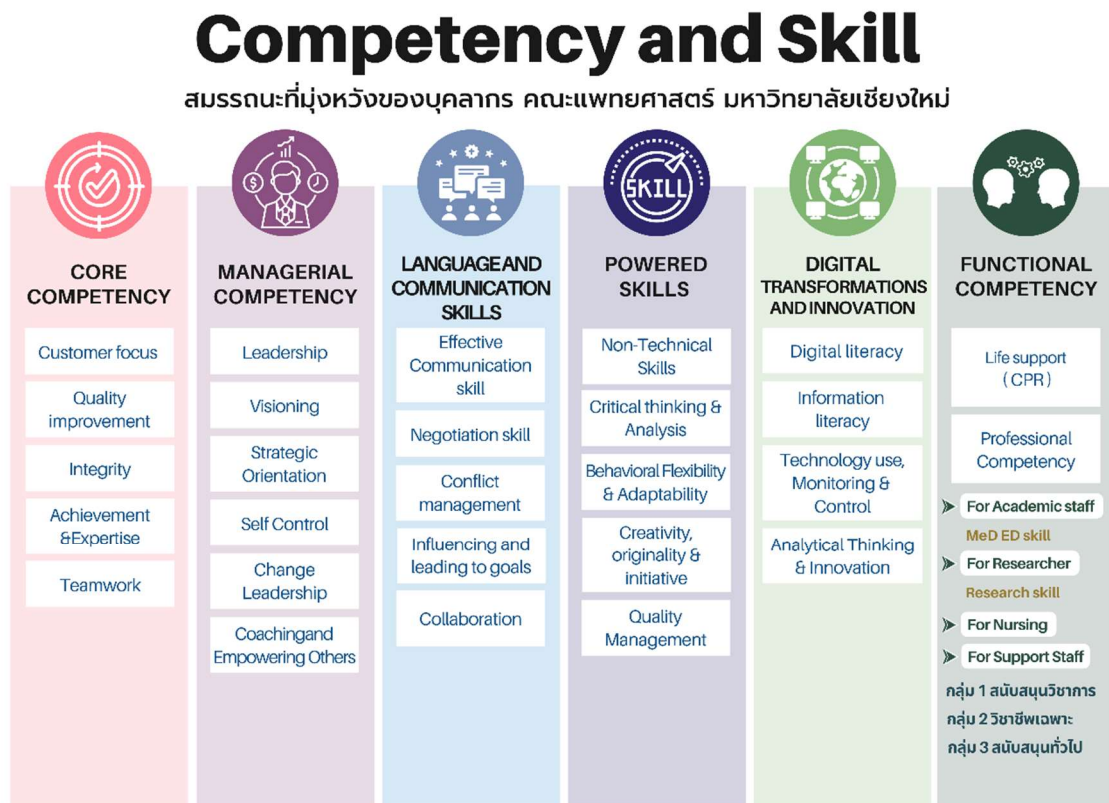 Competency and Skill
สมรรถนะที่มุ่งหวังของบุคลากร คณะแพทยศาสตร์ มหาวิทยาลัยเชียงใหม่
CORE
COMPETENCY
Customer focus
Quality
improvement
Integrity
Achievement
&Expertise
Teamwork
MANAGERIAL
COMPETENCY
Leadership
Visioning
Strategic
Orientation
Self Control
Change
Leadership
Coachingand
Empowering Others
LANGUAGE AND
COMMUNICATION
SKILLS
Effective
Communication
skill
Negotiation skill
Conflict
management
Influencing and
leading to goals
Collaboration
SKILL
POWERED
SKILLS
Non-Technical
Skills
Critical thinking &
Analysis
Behavioral Flexibility
& Adaptability
Creativity,
originality &
initiative
Quality
Management
DIGITAL
TRANSFORMATIONS
AND INNOVATION
Digital literacy
Information
literacy
Technology use,
Monitoring &
Control
Analytical Thinking
& Innovation
FUNCTIONAL
COMPETENCY
Life support
( CPR )
Professional
Competency
For Academic staff
MeD ED skill
For Researcher
Research skill
For Nursing
For Support Staff
กลุ่ม 1 สนับสนุนวิชาการ
กลุ่ม 2 วิชาชีพเฉพาะ
กลุ่ม 3 สนับสนุนทั่วไป